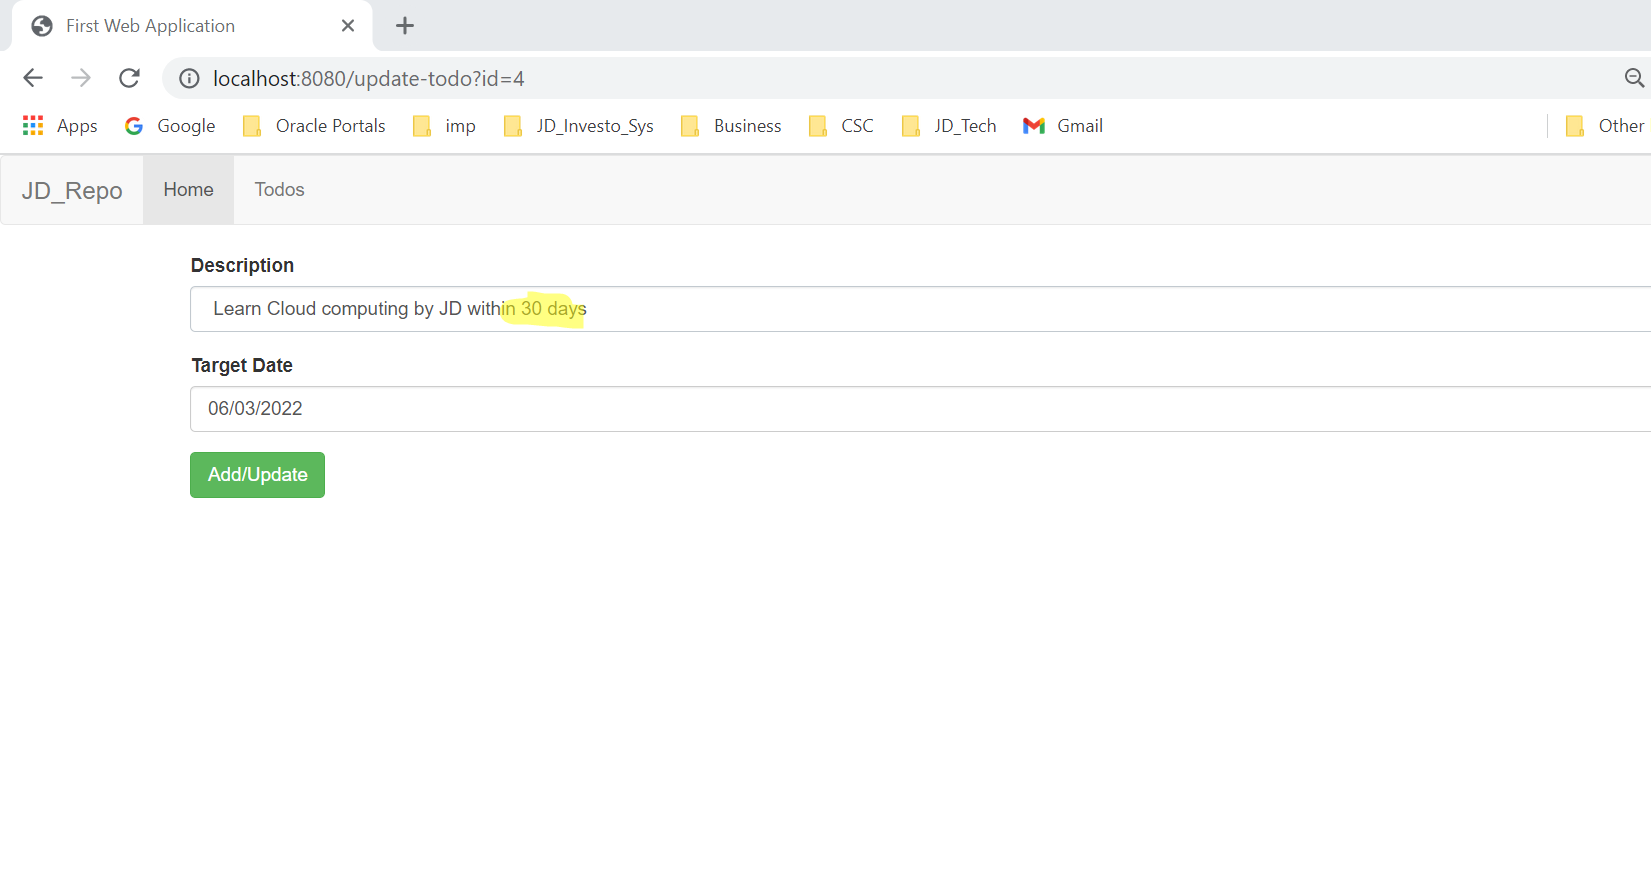 First Web Application
localhost:8080/update-todo?id=4
Apps Google Oracle Portals imp JD_Investo_Sys Business CSC JD_Tech Gmail Other
JD_Repo Home Todos
Description
Learn Cloud computing by JD within 30 days
Target Date
06/03/2022
Add/Update